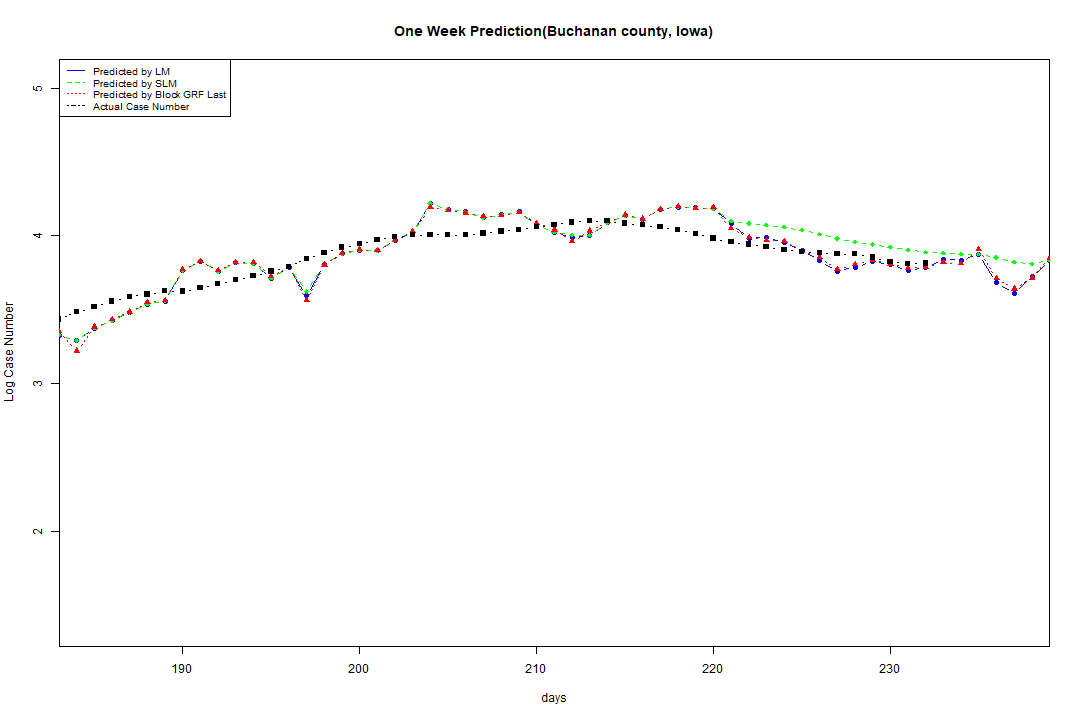 One Week Prediction(Buchanan county, Iowa)
Predicted by LM
Predicted by SLM
Predicted by Block GRF Last
Actual Case Number
5
4
3
2
Log Case Number
190 200 210 220 230
days